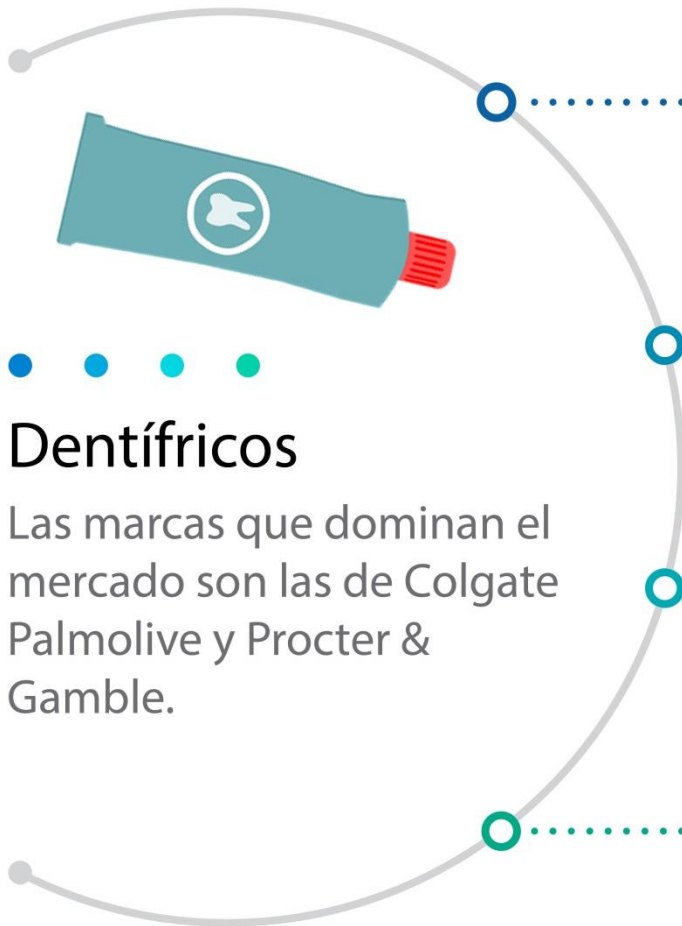 Dentífricos
Las marcas que dominan el
mercado son las de Colgate
Palmolive y Procter &
Gamble.